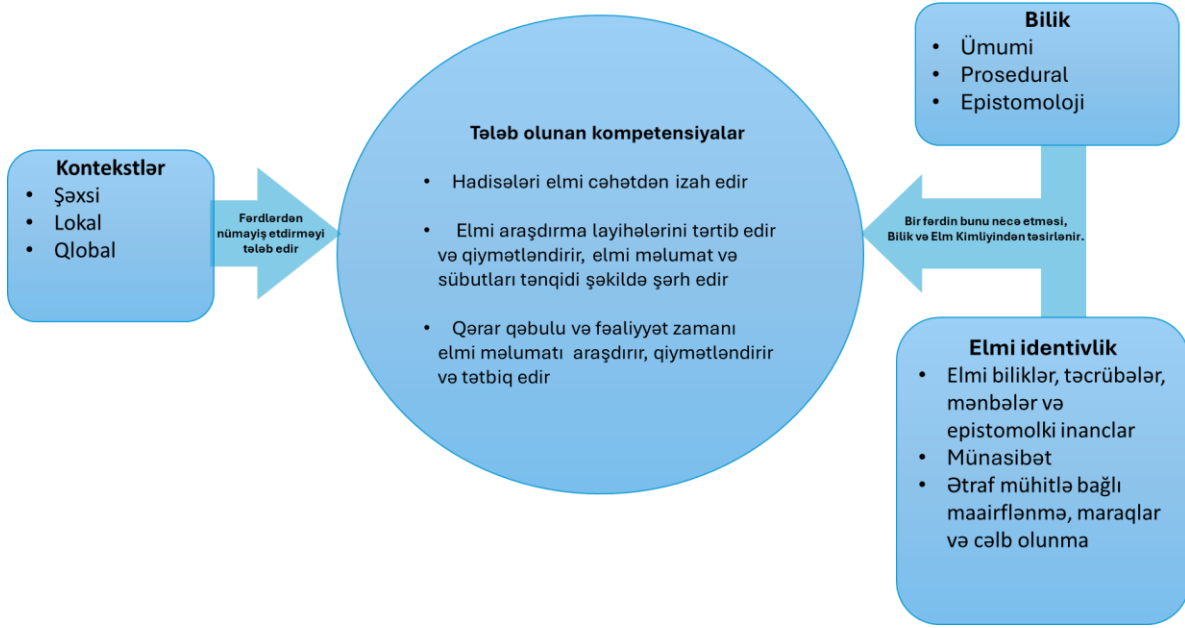 Kontekstlər
• Şəxsi
• Lokal
• Qlobal
Fərdlərdən
nümayiş etdirməyi
tələb edir
Tələb olunan kompetensiyalar
• Hadisələri elmi cəhətdən izah edir
• Elmi araşdırma layihələrini tərtib edir
və qiymətləndirir, elmi məlumat və
sübutları tənqidi şəkildə şərh edir
• Qərar qəbulu və fəaliyyət zamanı
elmi məlumatı araşdırır, qiymətləndirir
və tətbiq edir
Bilik
• Ümumi
• Prosedural
• Epistomoloji
Bir fərdin bunu necə etməsi,
Bilik və Elm Kimliyindən təsirlənir.
Elmi identivlik
• Elmi biliklər, təcrübələr,
mənbələr və
epistomolki inanclar
• Münasibət
• Ətraf mühitlə bağlı
maairflənmə, maraqlar
və cəlb olunma